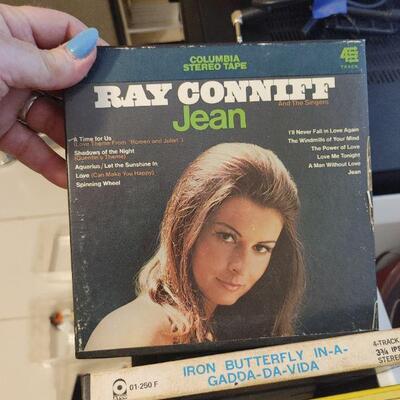 COLUMBIA
STEREO TAPE
4
TRACK
RAY CONNIFF
And The Singers
Jean
A Time for Us
(Love Theme From "Romeo and Juliet")
Shadows of the Night
(Quentin's Theme)
Aquarius/Let the Sunshine In
Love (Can Make You Happy)
Spinning Wheel
I'll Never Fall in Love Again
The Windmills of Your Mind
The Power of Love
Love Me Tonight
A Man Without Love
Jean
01-250 F
IRON BUTTERFLY IN-A-
GADDA-DA-VIDA
4-TRACK
3¾ IPS
STEREO